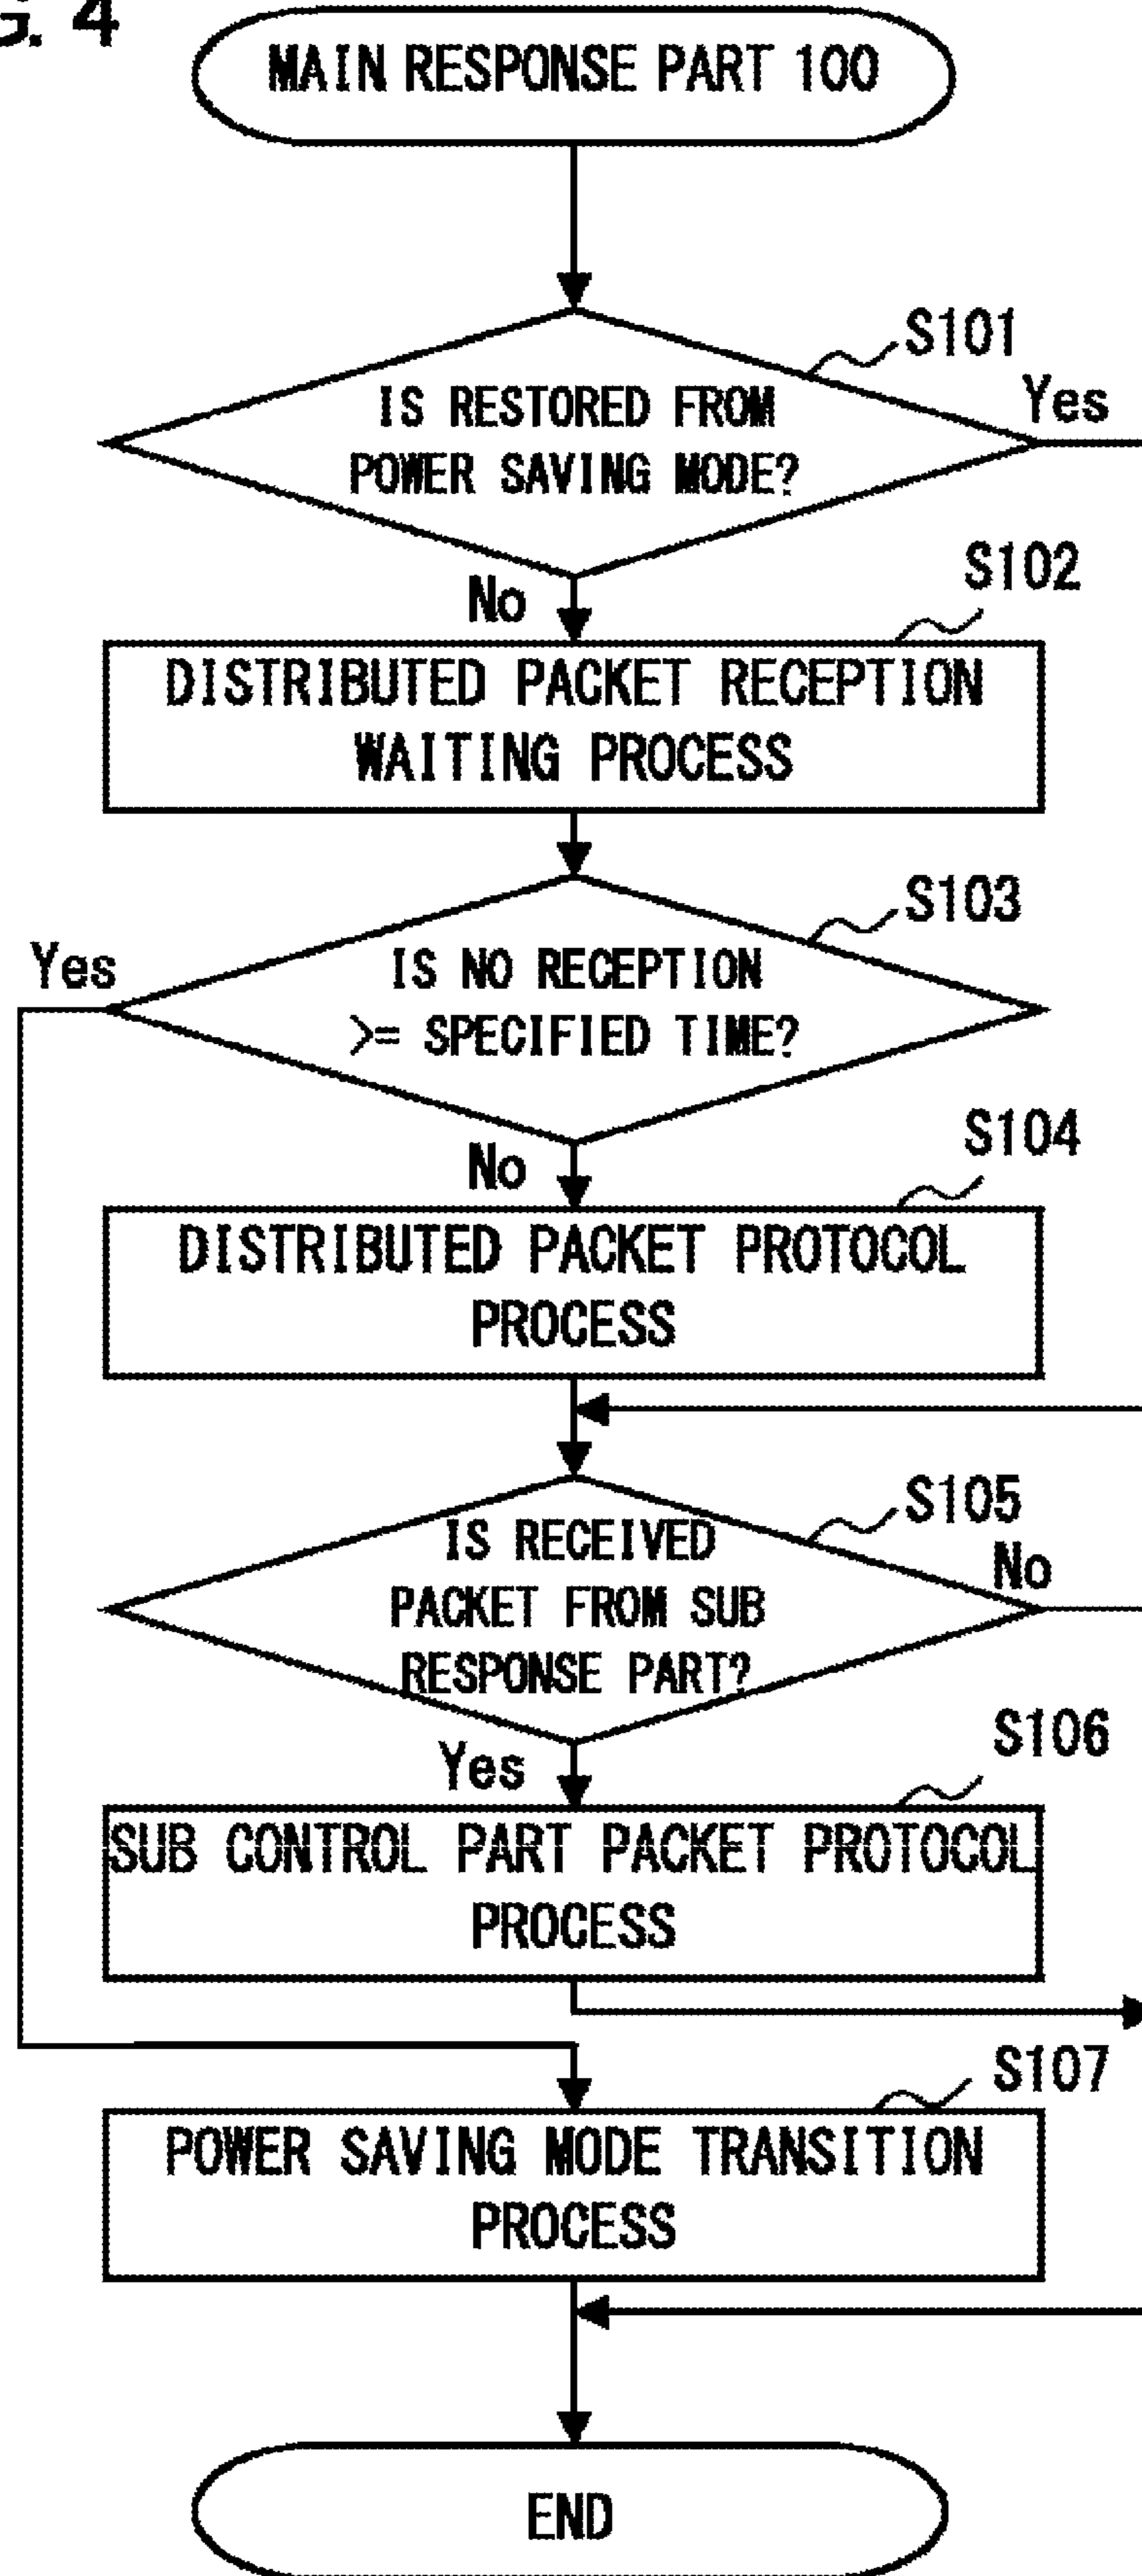 G. 4
MAIN RESPONSE PART 100
S101
IS RESTORED FROM
POWER SAVING MODE?
Yes
No
S102
DISTRIBUTED PACKET RECEPTION
WAITING PROCESS
S103
Yes
IS NO RECEPTION
>= SPECIFIED TIME?
No
S104
DISTRIBUTED PACKET PROTOCOL
PROCESS
S105
IS RECEIVED
PACKET FROM SUB
RESPONSE PART?
No
Yes
S106
SUB CONTROL PART PACKET PROTOCOL
PROCESS
S107
POWER SAVING MODE TRANSITION
PROCESS
END